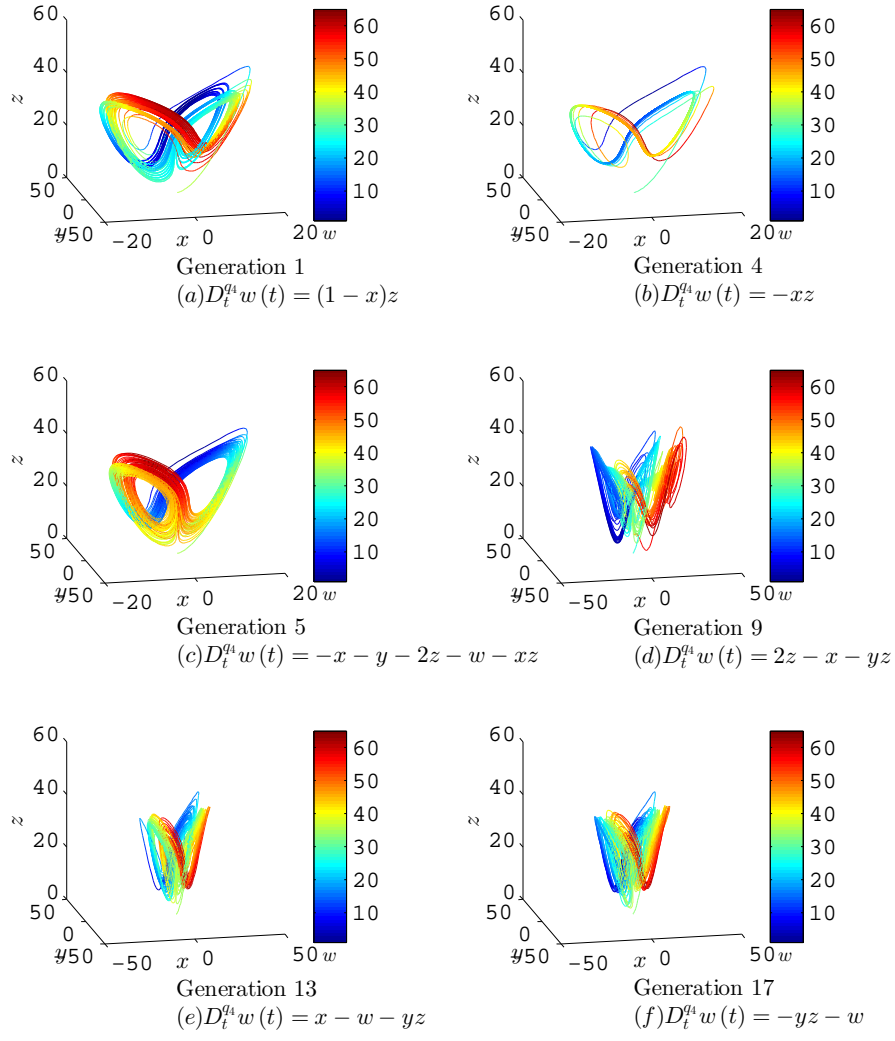 60
40
20
0
z
50
0
-50
y
-20
x
0
20
w
60
50
40
30
20
10
Generation 1
(a)D_t^{q_4} w (t) = (1 − x)z
60
40
20
0
z
50
0
-50
y
-20
x
0
20
w
60
50
40
30
20
10
Generation 4
(b)D_t^{q_4} w (t) = −xz
60
40
20
0
z
50
0
-50
y
-20
x
0
20
w
60
50
40
30
20
10
Generation 5
(c)D_t^{q_4} w (t) = −x − y − 2z − w − xz
60
40
20
0
z
50
0
-50
y
-50
x
0
50
w
60
50
40
30
20
10
Generation 9
(d)D_t^{q_4} w (t) = 2z − x − yz
60
40
20
0
z
50
0
-50
y
-50
x
0
50
w
60
50
40
30
20
10
Generation 13
(e)D_t^{q_4} w (t) = x − w − yz
60
40
20
0
z
50
0
-50
y
-50
x
0
50
w
60
50
40
30
20
10
Generation 17
(f)D_t^{q_4} w (t) = −yz − w